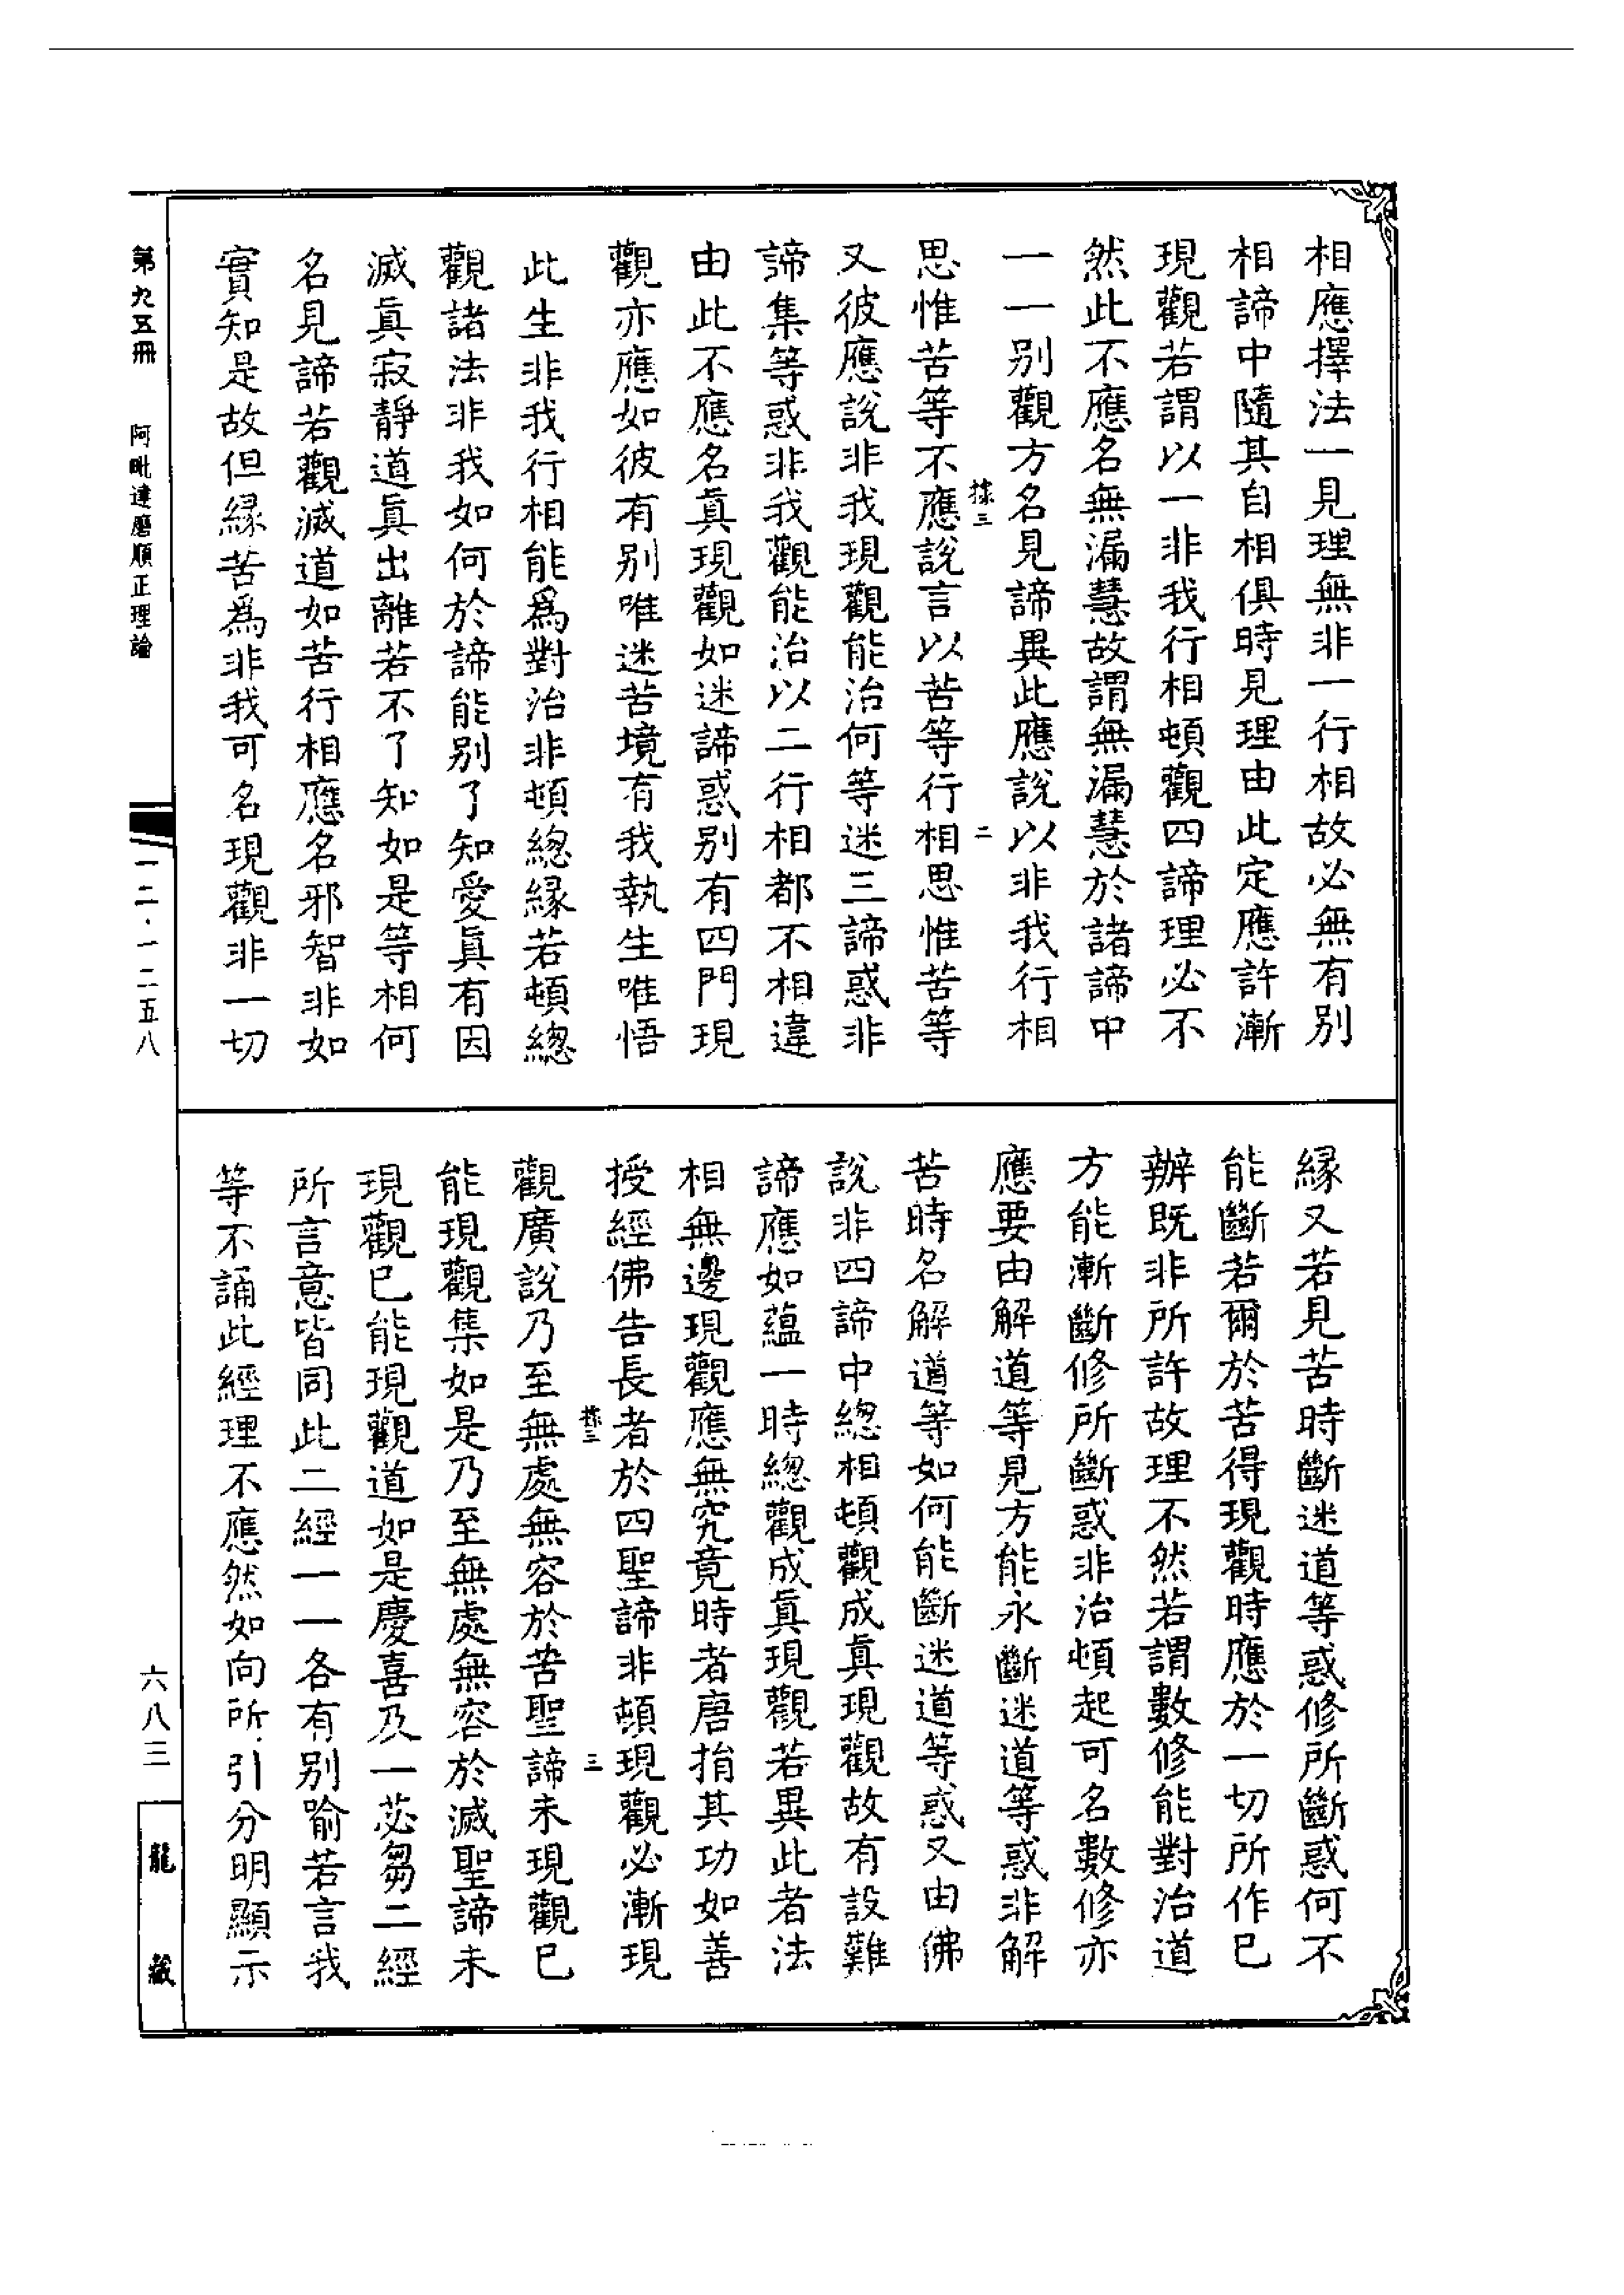 相應擇法一見理無非一行相故必無有別
相諦中隨其自相俱時見理由此定應許漸
現觀若謂以一非我行相頓觀四諦理必不
然此不應名無漏慧故謂無漏慧於諸諦中
一一別觀方名見諦異此應說以非我行相
思惟苦等不應說言以苦等行相思惟苦等
又彼應說非我現觀能治何等迷三諦惑非
諦集等惑非我觀能治以二行相都不相違
由此不應名真現觀如迷諦惑別有四門現
觀亦應如彼有別唯迷苦境有我執生唯悟
此生非我行相能為對治非頓總緣若頓總
觀諸法非我如何於諦能別了知愛真有因
滅真寂靜道真出離若不了知如是等相何
名見諦若觀滅道如苦行相應名邪智非如
實知是故但緣苦為非我可名現觀非一切
緣又若見苦時斷迷道等惑修所斷惑何不
能斷若爾於苦得現觀時應於一切所作已
辦既非所許故理不然若謂數修能對治道
方能漸斷修所斷惑非治頓起可名數修亦
應要由解道等見方能永斷迷道等惑非解
苦時名解道等如何能斷迷道等惑又由佛
說非四諦中總相頓觀成真現觀故有設難
諦應如蘊一時總觀成真現觀若異此者法
相無邊現觀應無究竟時者唐捐其功如善
授經佛告長者於四聖諦非頓現觀必漸現
觀廣說乃至無處無容於苦聖諦未現觀已
能現觀集如是乃至無處無容於滅聖諦未
現觀已能現觀道如是慶喜及一苾芻二經
所言意皆同此二經一一各有別喻若言我
等不誦此經理不應然如向所引分明顯示
第九五冊
阿毗達磨順正理論
一二·一二五八
六八三
龍藏
二
三